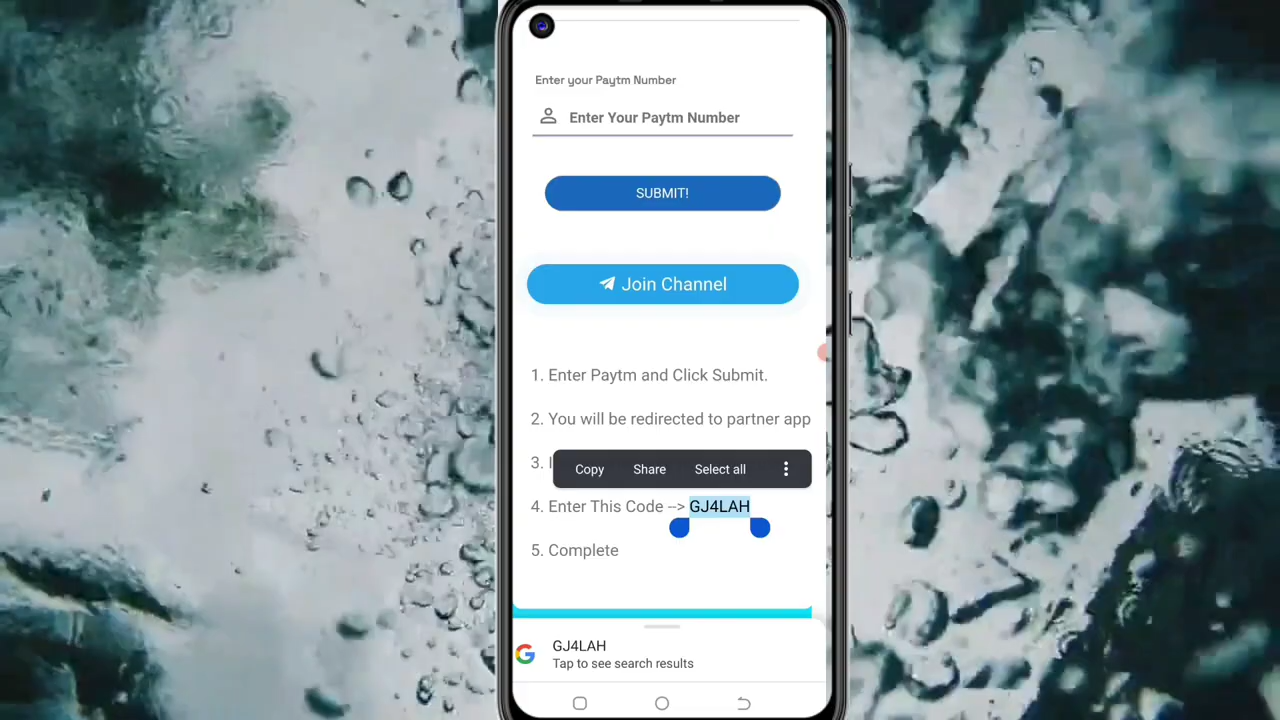 Enter your Paytm Number
Enter Your Paytm Number
SUBMIT!
Join Channel
1. Enter Paytm and Click Submit.
2. You will be redirected to partner app
3.
Copy Share Select all
4. Enter This Code --> GJ4LAH
5. Complete
GJ4LAH
Tap to see search results